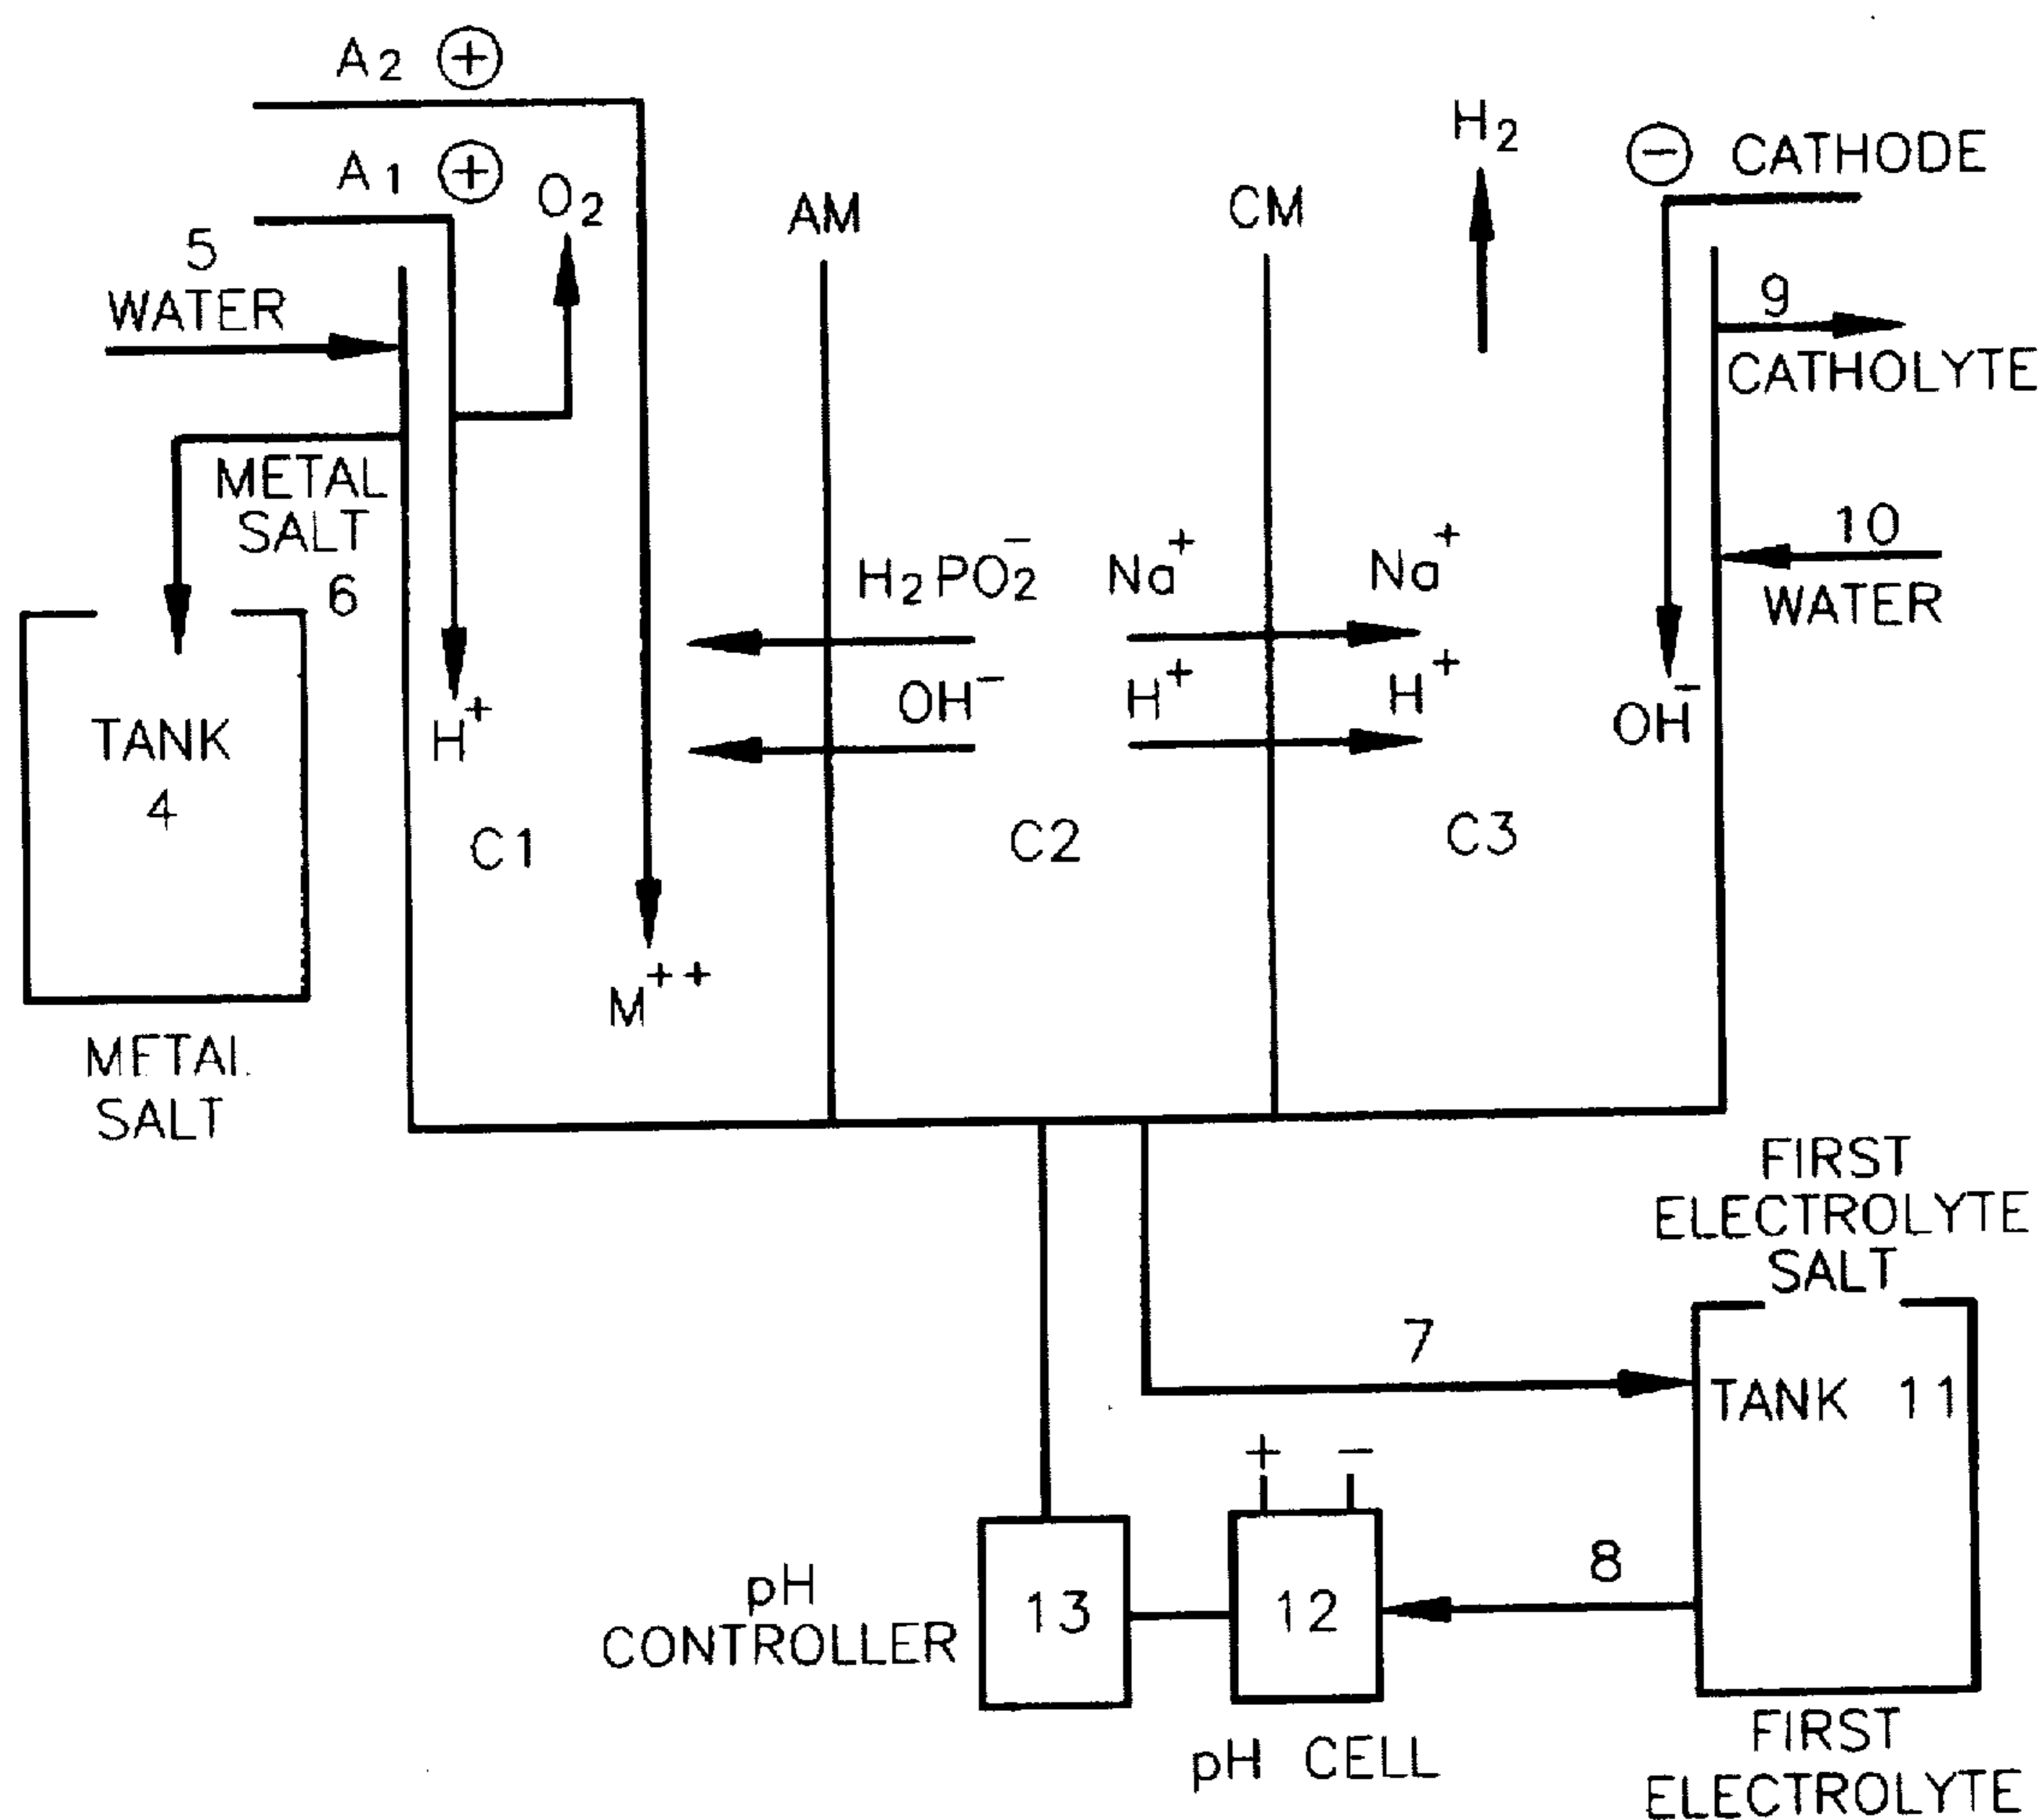 A2 +
A1 +
O2
5
WATER
METAL
SALT
6
TANK
4
METAL
SALT
H+
C1
M++
AM
H2PO2-
OH-
C2
CM
Na+
H+
Na+
H+
C3
H2
- CATHODE
9
CATHOLYTE
10
WATER
OH-
FIRST
ELECTROLYTE
SALT
7
TANK 11
+ -
8
pH
CONTROLLER
13
12
pH CELL
FIRST
ELECTROLYTE